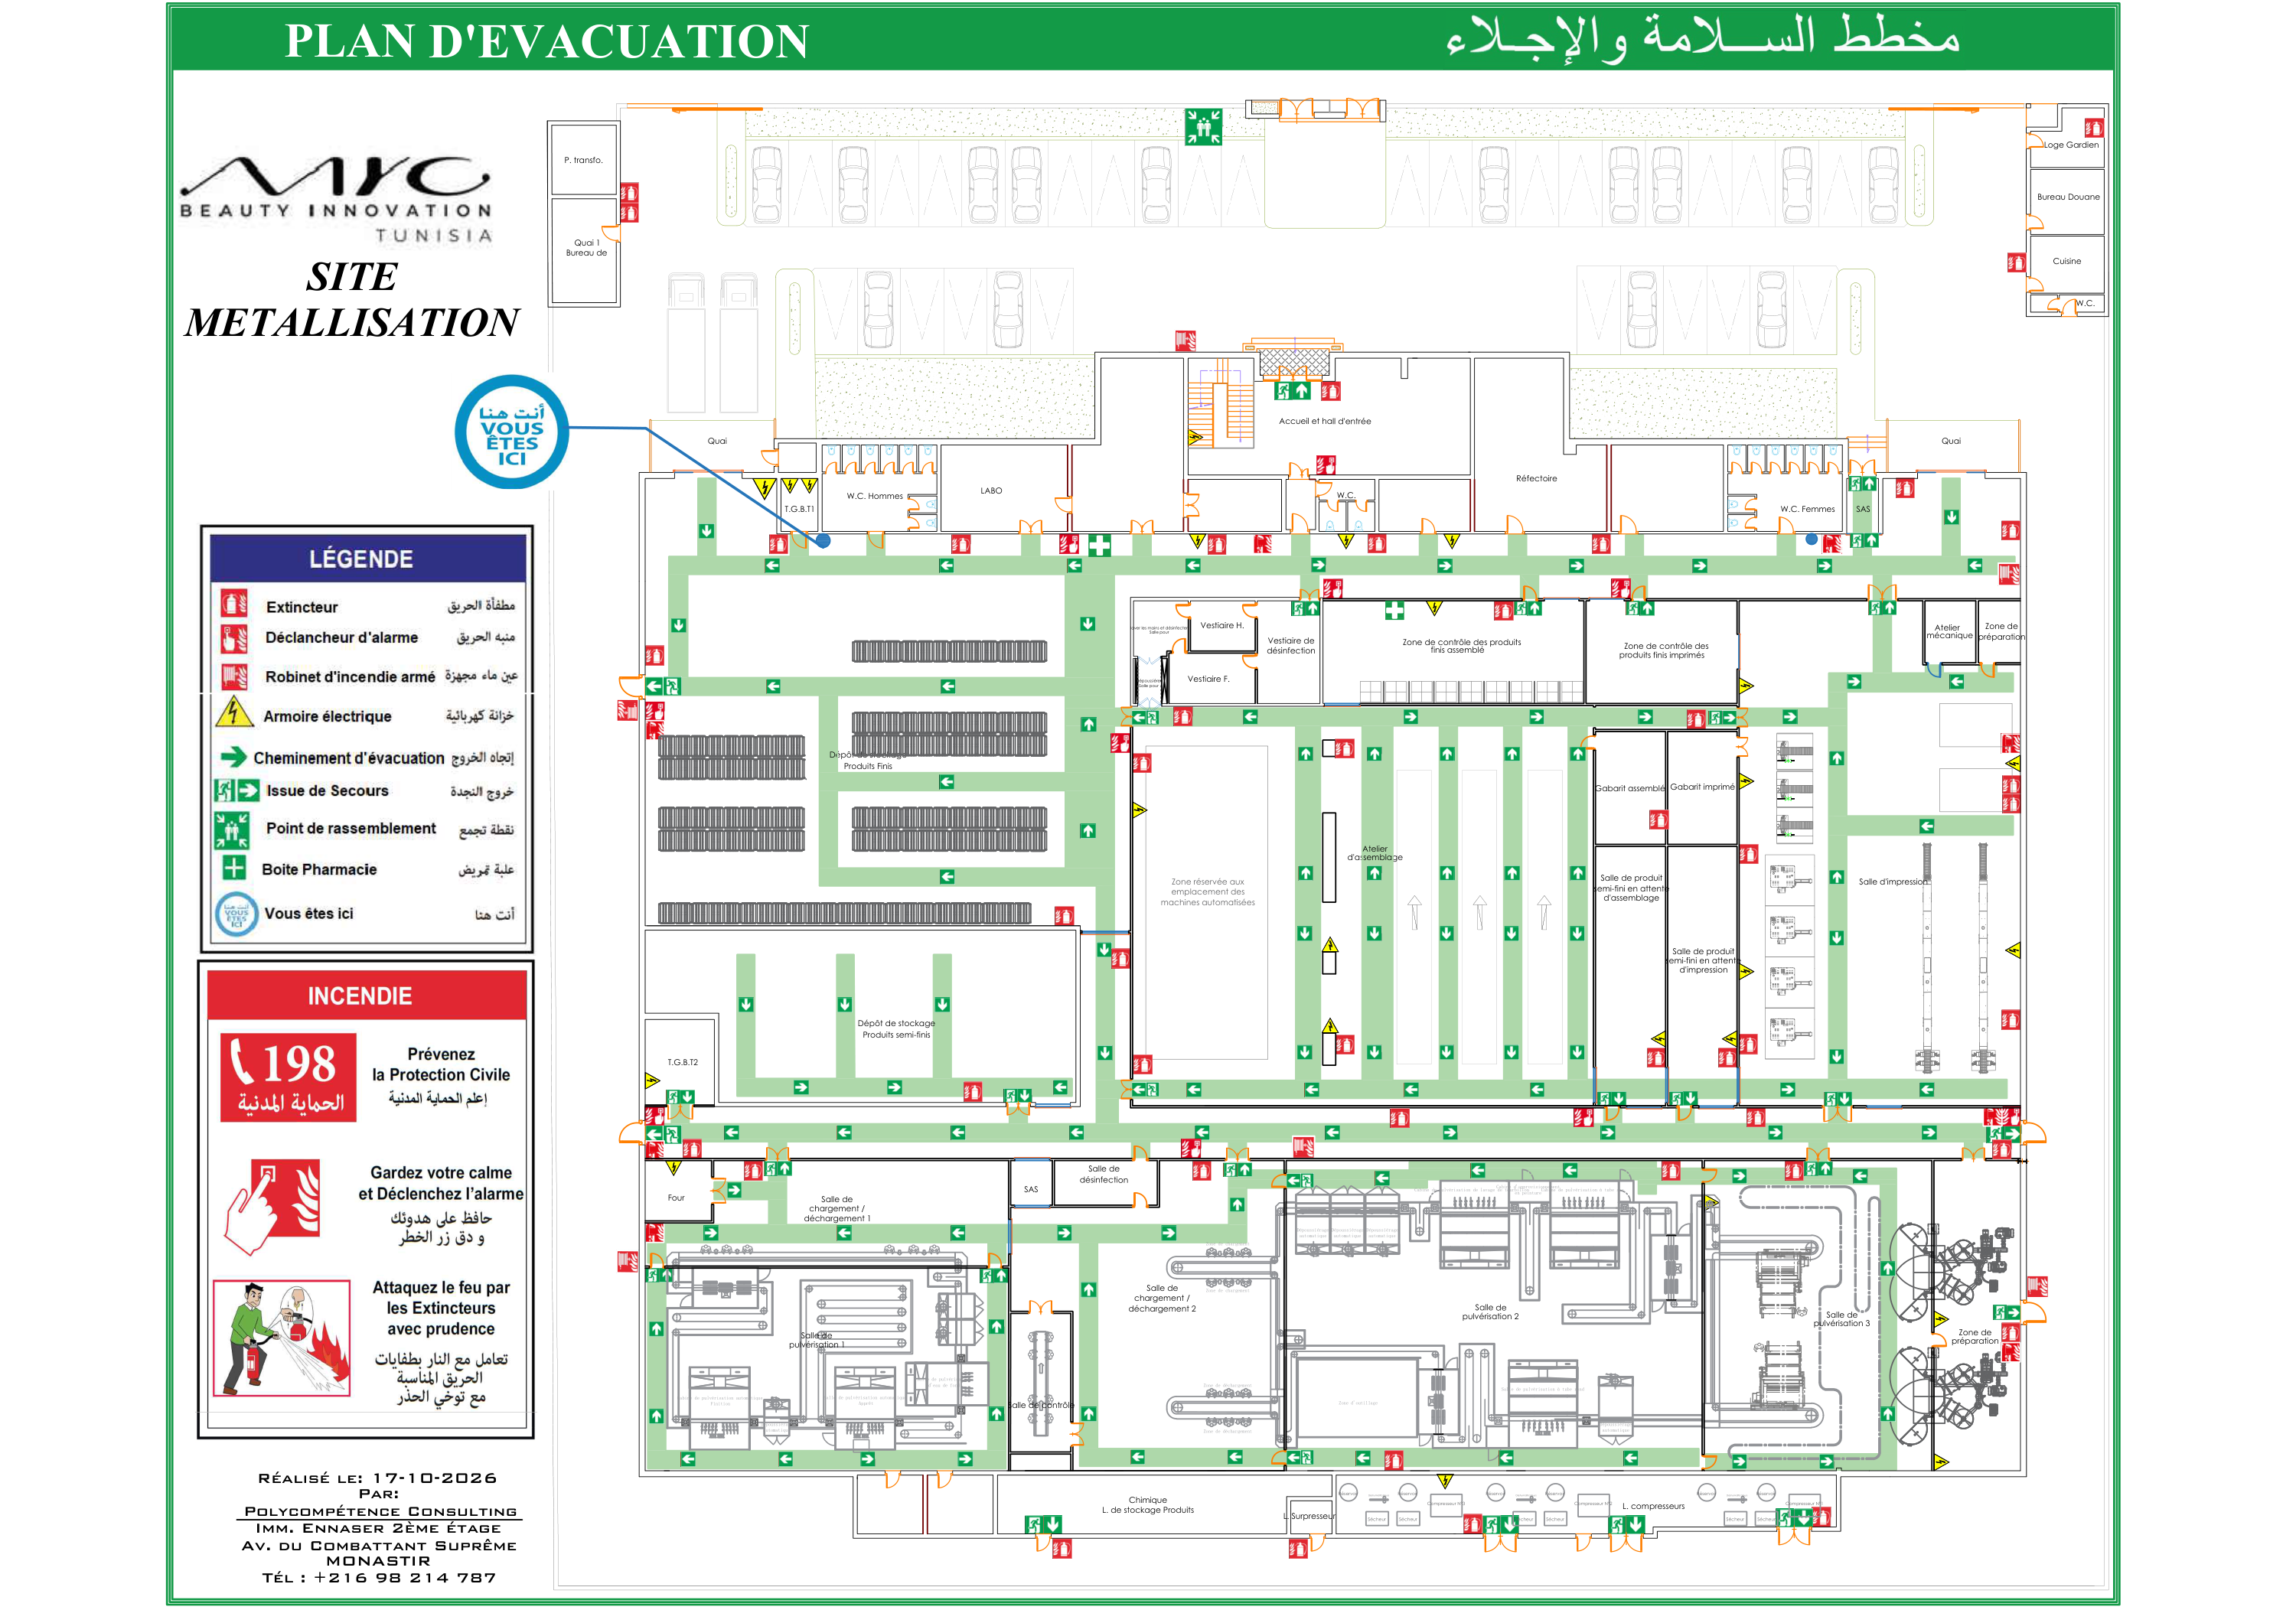 PLAN D'EVACUATION
مخطط السلامة والإجلاء
MYC
BEAUTY INNOVATION
TUNISIA
SITE
METALLISATION
أنت هنا
VOUS
ÊTES
ICI
LÉGENDE
Extincteur مطفأة الحريق
Déclancheur d'alarme منبه الحريق
Robinet d'incendie armé عين ماء مجهزة
Armoire électrique خزانة كهربائية
Cheminement d'évacuation إتجاه الخروج
Issue de Secours خروج النجدة
Point de rassemblement نقطة تجمع
Boite Pharmacie علبة تمريض
Vous êtes ici أنت هنا
INCENDIE
198
الحماية المدنية
Prévenez
la Protection Civile
إعلم الحماية المدنية
Gardez votre calme
et Déclenchez l'alarme
حافظ على هدوئك
و دق زر الخطر
Attaquez le feu par
les Extincteurs
avec prudence
تعامل مع النار بطفايات
الحريق المناسبة
مع توخي الحذر
RÉALISÉ LE: 17-10-2026
PAR:
POLYCOMPÉTENCE CONSULTING
IMM. ENNASER 2ÈME ÉTAGE
AV. DU COMBATTANT SUPRÊME
MONASTIR
TÉL : +216 98 214 787
P. transfo.
Quai 1
Bureau de
Loge Gardien
Bureau Douane
Cuisine
W.C.
Quai
Accueil et hall d'entrée
Quai
T.G.B.T1
W.C. Hommes
LABO
W.C.
Réfectoire
W.C. Femmes
SAS
Vestiaire H.
Vestiaire F.
Vestiaire de
désinfection
Zone de contrôle des produits
finis assemblé
Zone de contrôle des
produits finis imprimés
Atelier
mécanique
Zone de
préparation
Dépôt de stockage
Produits Finis
Gabarit assemblé
Gabarit imprimé
Zone réservée aux
emplacement des
machines automatisées
Atelier
d'assemblage
Salle de produit
semi-fini en attente
d'assemblage
Salle de produit
semi-fini en attente
d'impression
Salle d'impression
Dépôt de stockage
Produits semi-finis
T.G.B.T2
Four
Salle de
chargement /
déchargement 1
SAS
Salle de
désinfection
Salle de
chargement /
déchargement 2
Salle de
pulvérisation 1
Salle de contrôle
Salle de
pulvérisation 2
Salle de
pulvérisation 3
Zone de
préparation
Chimique
L. de stockage Produits
L. Surpresseur
L. compresseurs